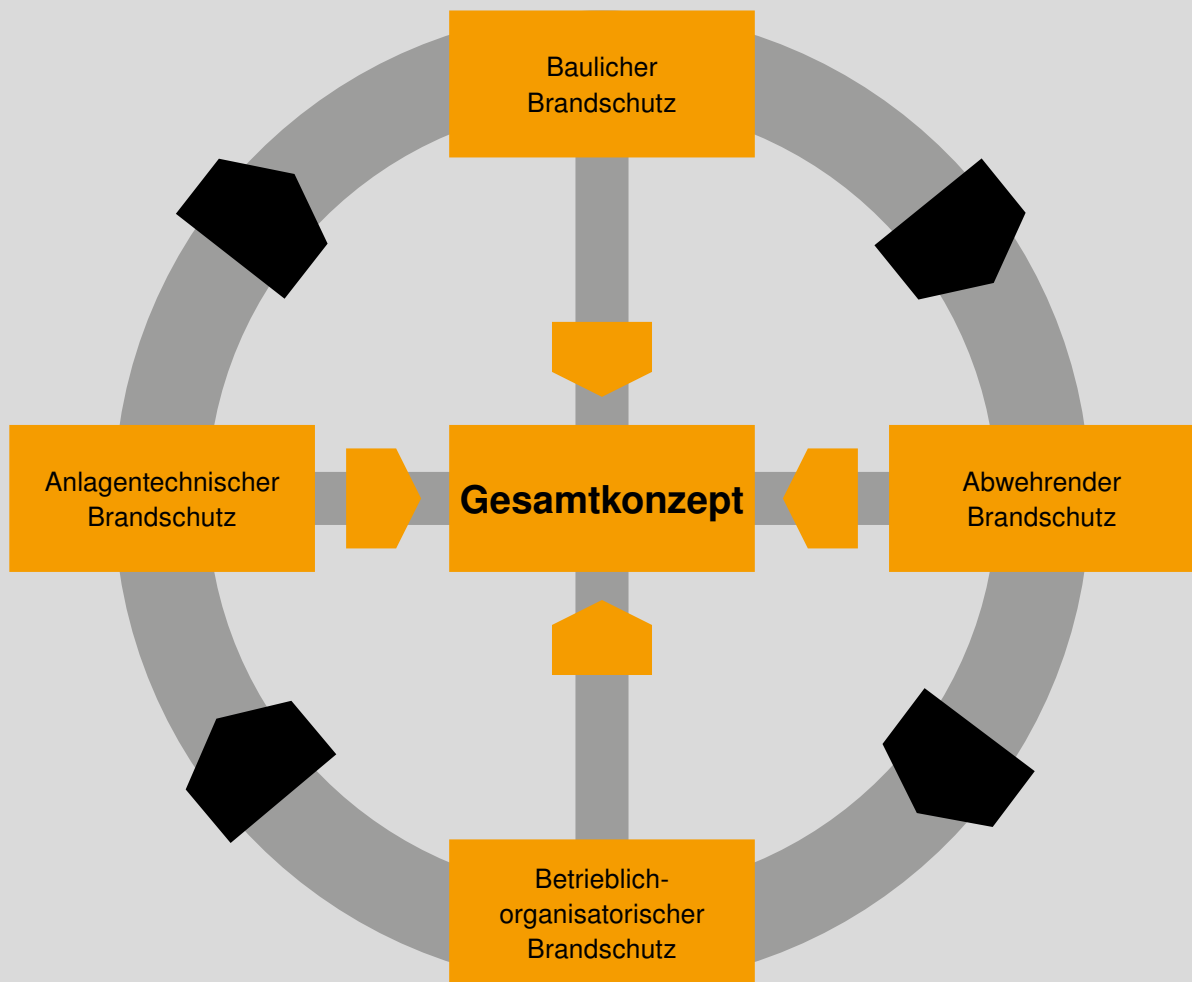 Baulicher
Brandschutz
Anlagentechnischer
Brandschutz
Gesamtkonzept
Abwehrender
Brandschutz
Betrieblich-
organisatorischer
Brandschutz